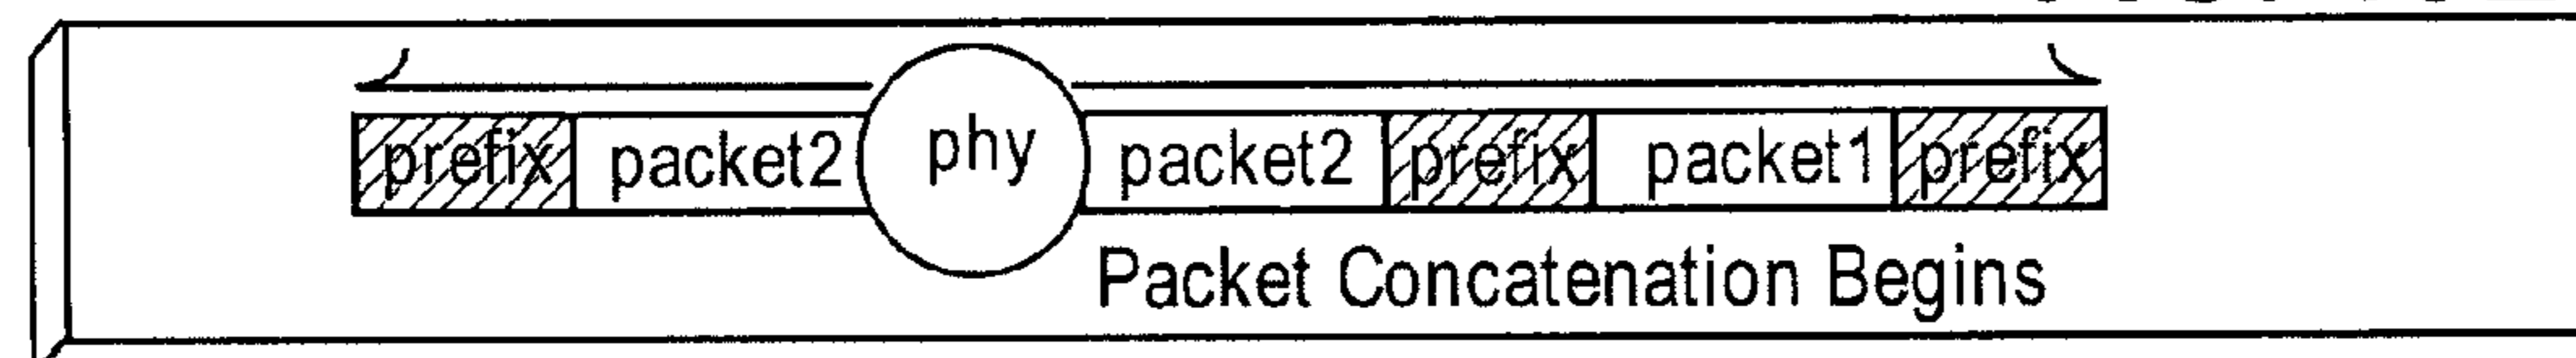 prefix packet2 phy packet2 prefix packet1 prefix
Packet Concatenation Begins